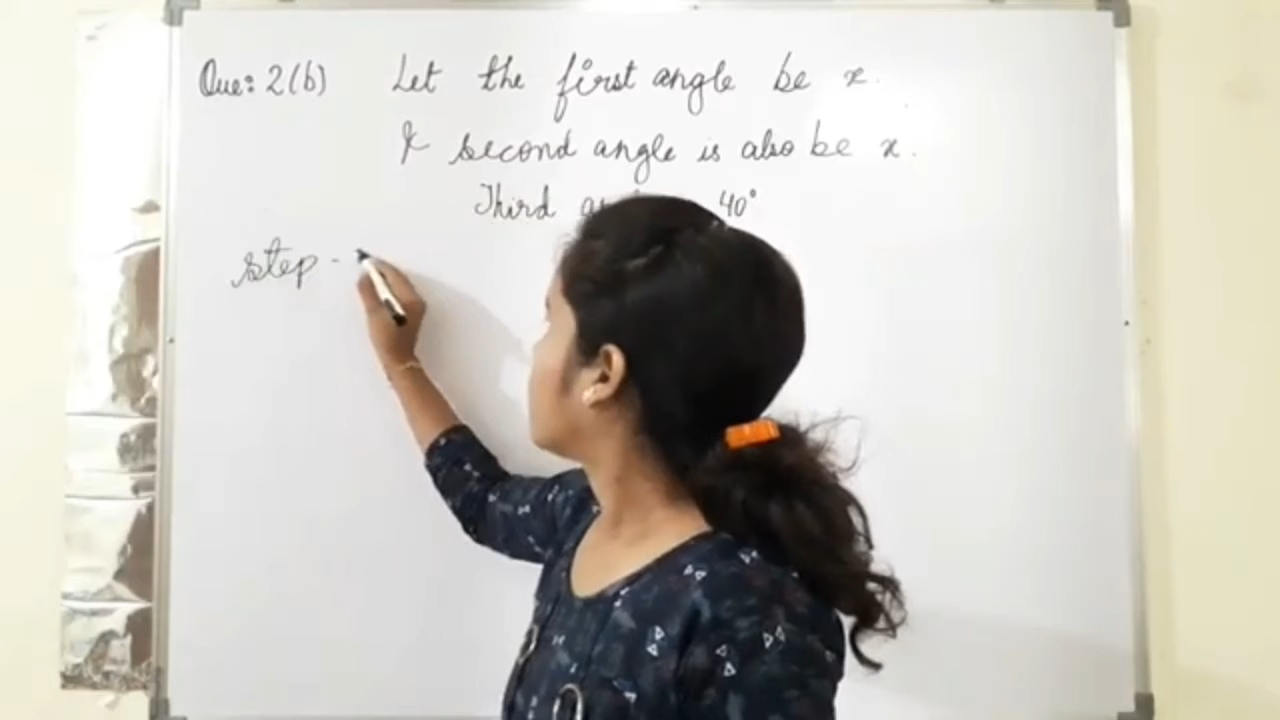 Que: 2(b) Let the first angle be x.
& second angle is also be x.
Third 40°
step -